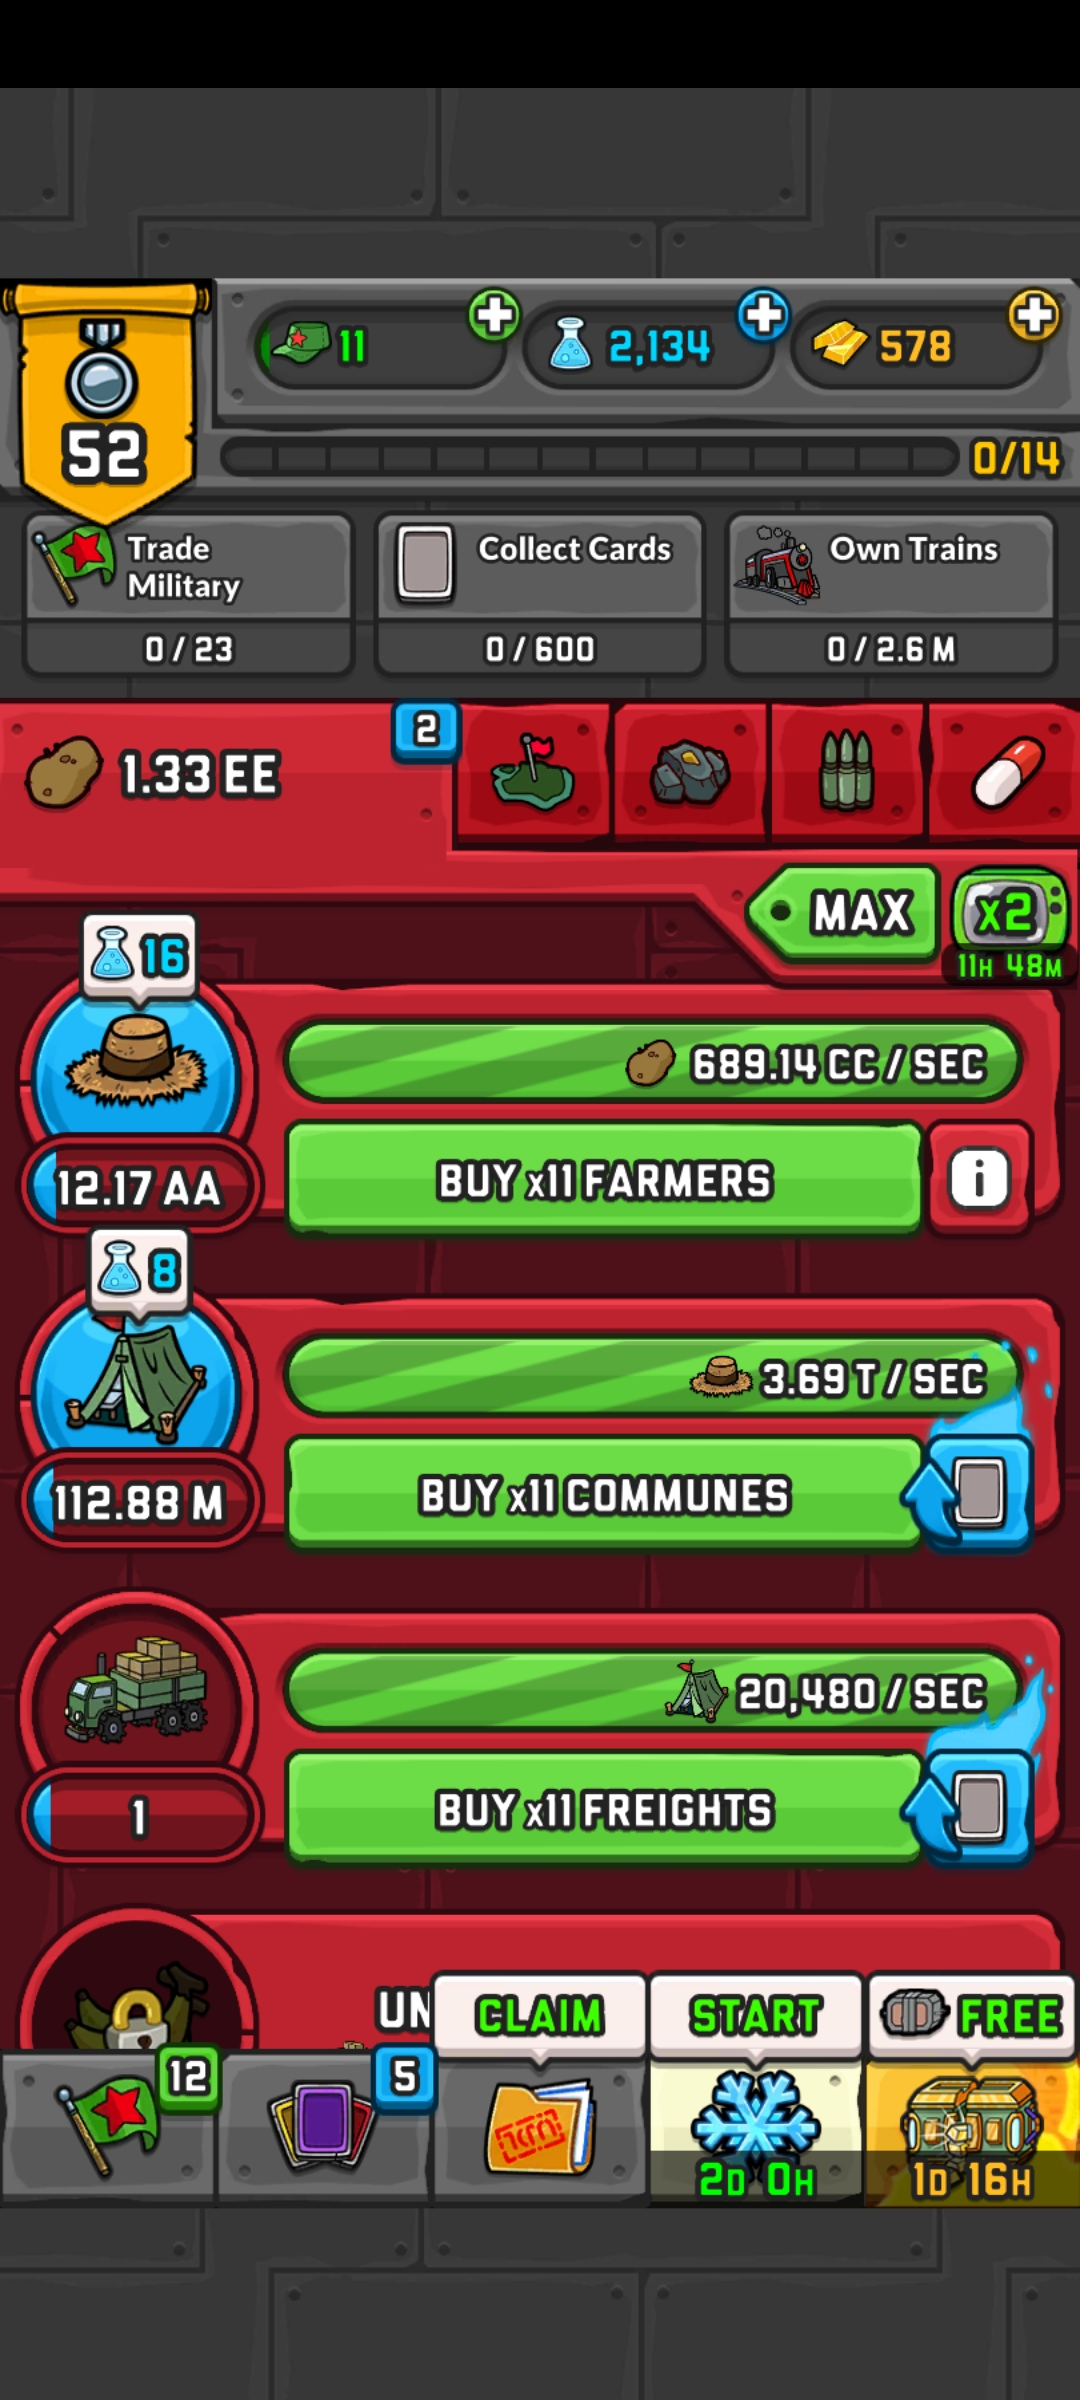 11
2,134
578
52
0/14
Trade
Military
0 / 23
Collect Cards
0 / 600
Own Trains
0 / 2.6 M
1.33 EE
2
MAX
x2
11H 48M
16
689.14 CC / SEC
12.17 AA
BUY x11 FARMERS
i
8
3.69 T / SEC
112.88 M
BUY x11 COMMUNES
20,480 / SEC
1
BUY x11 FREIGHTS
UN
CLAIM
START
FREE
12
5
2D 0H
1D 16H